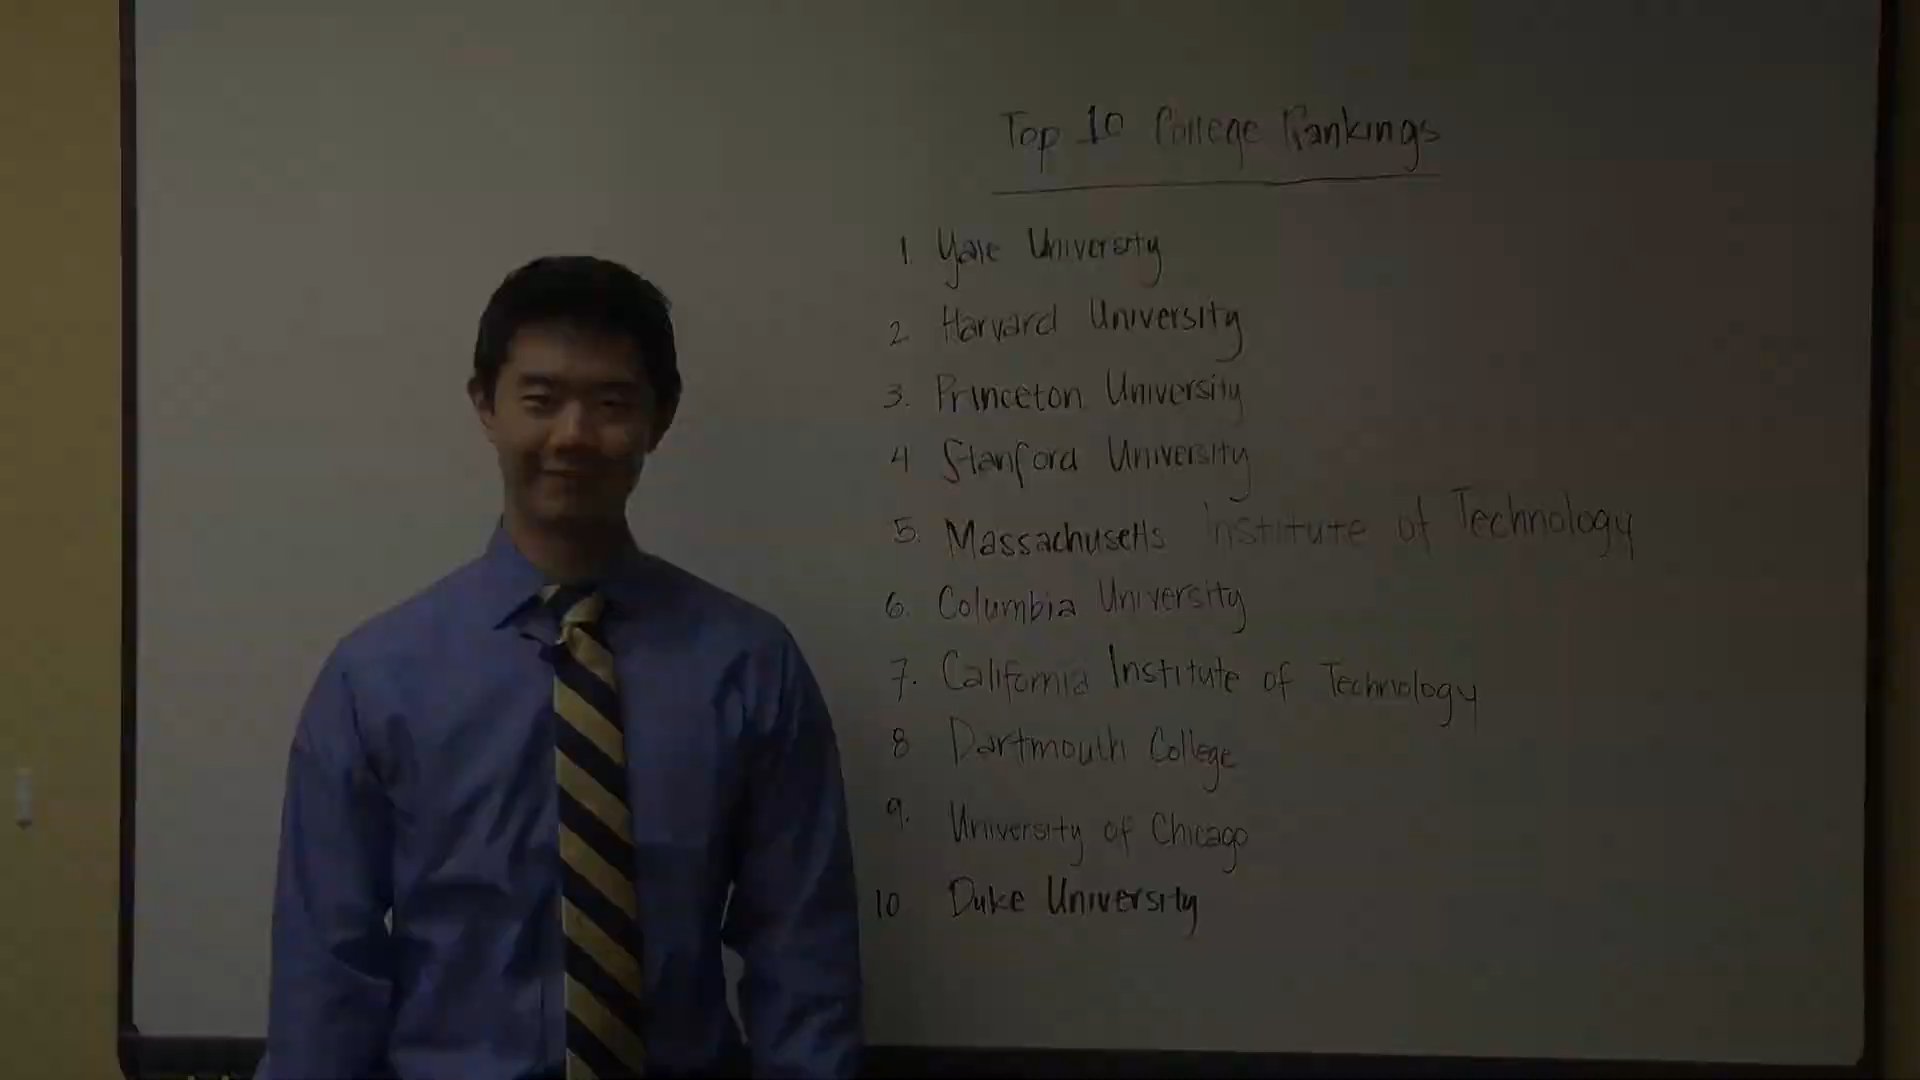 Top 10 College Rankings
1. Yale University
2. Harvard University
3. Princeton University
4 Stanford University
5. Massachusetts Institute of Technology
6. Columbia University
7. California Institute of Technology
8 Dartmouth College
9. University of Chicago
10 Duke University